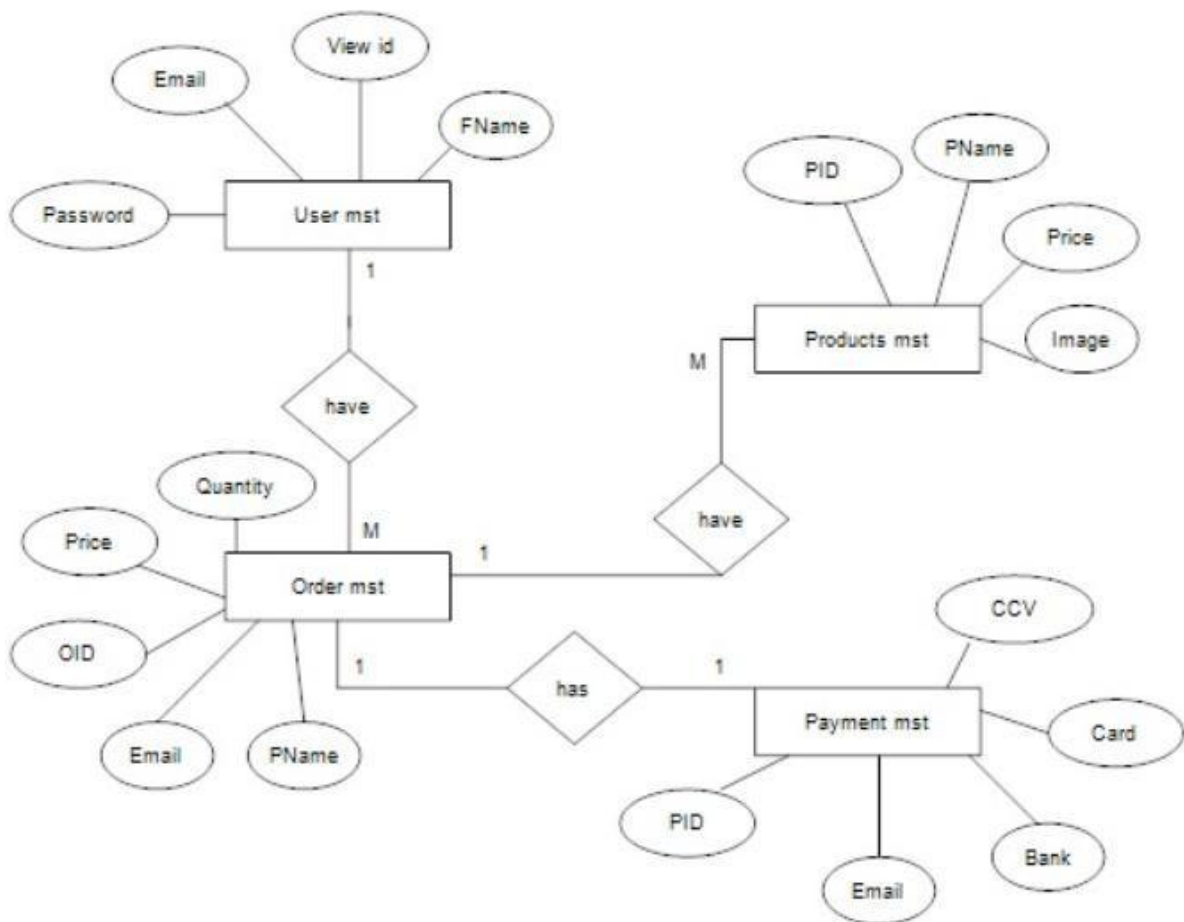 View id
Email
FName
PName
PID
Password
User mst
Price
1
Products mst
Image
M
have
Quantity
have
Price
M
1
Order mst
CCV
OID
1
has
1
Payment mst
Card
Email
PName
PID
Bank
Email